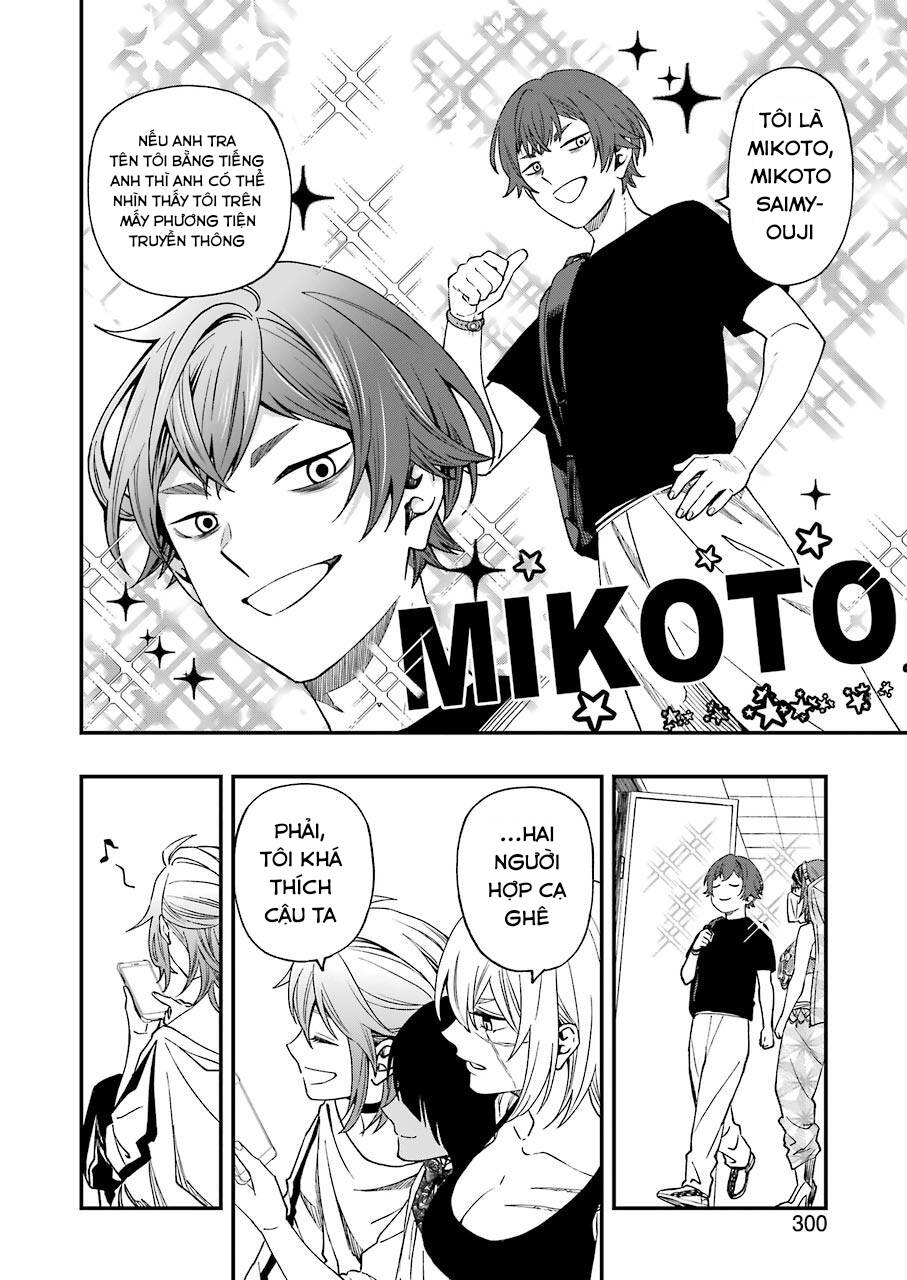 TÔI LÀ
MIKOTO,
MIKOTO
SAIMY-
OUJI
NẾU ANH TRA
TÊN TÔI BẰNG TIẾNG
ANH THÌ ANH CÓ THỂ
NHÌN THẤY TÔI TRÊN
MẤY PHƯƠNG TIỆN
TRUYỀN THÔNG
MIKOTO
...HAI
NGƯỜI
HỢP CẠ
GHÊ
PHẢI,
TÔI KHÁ
THÍCH
CẬU TA
300